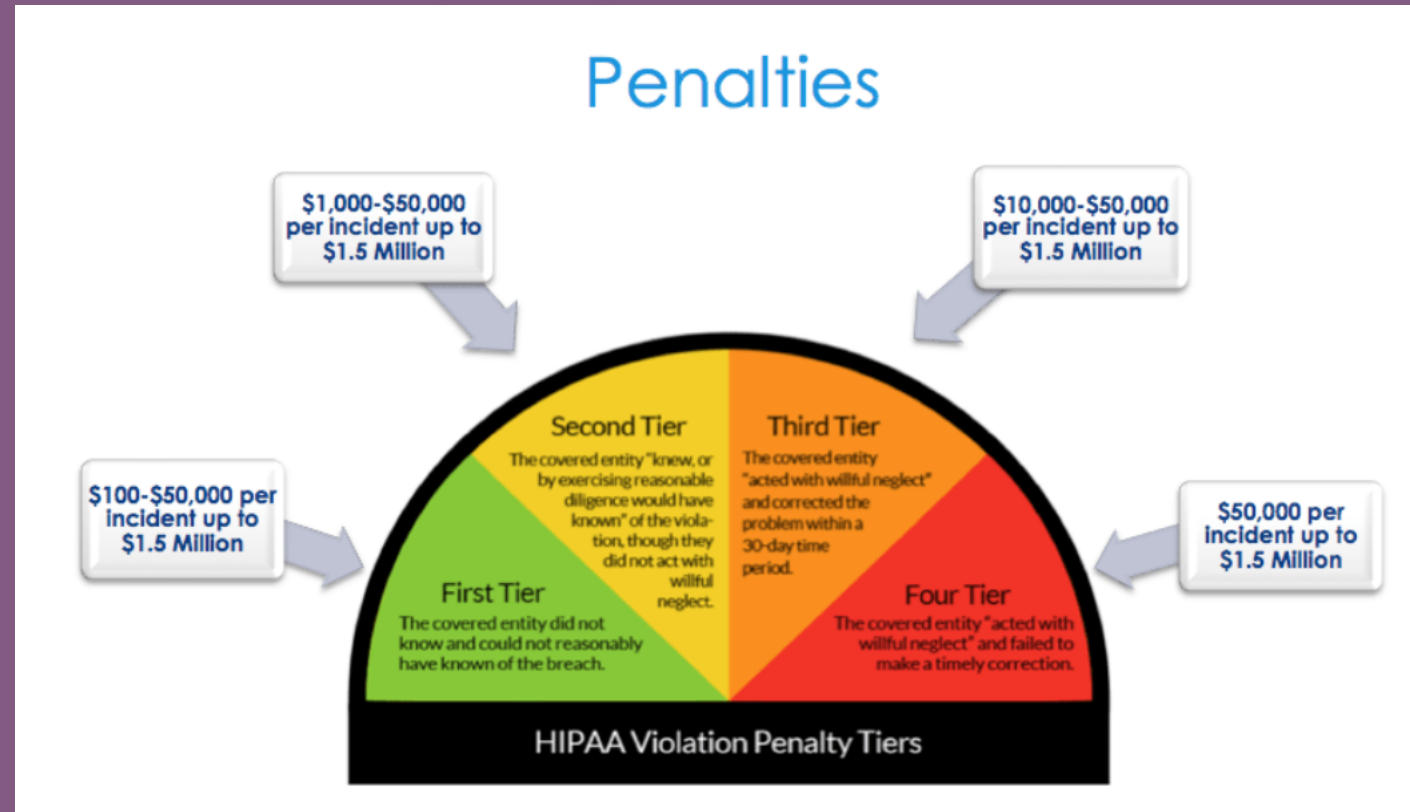 Penalties
$1,000-$50,000
per incident up to
$1.5 Million
$10,000-$50,000
per incident up to
$1.5 Million
$100-$50,000 per
incident up to
$1.5 Million
$50,000 per
incident up to
$1.5 Million
First Tier
The covered entity did not
know and could not reasonably
have known of the breach.
Second Tier
The covered entity "knew, or
by exercising reasonable
diligence would have
known" of the viola-
tion, though they
did not act with
willful
neglect.
Third Tier
The covered entity
"acted with willful neglect"
and corrected the
problem within a
30-day time
period.
Four Tier
The covered entity "acted with
willful neglect" and failed to
make a timely correction.
HIPAA Violation Penalty Tiers